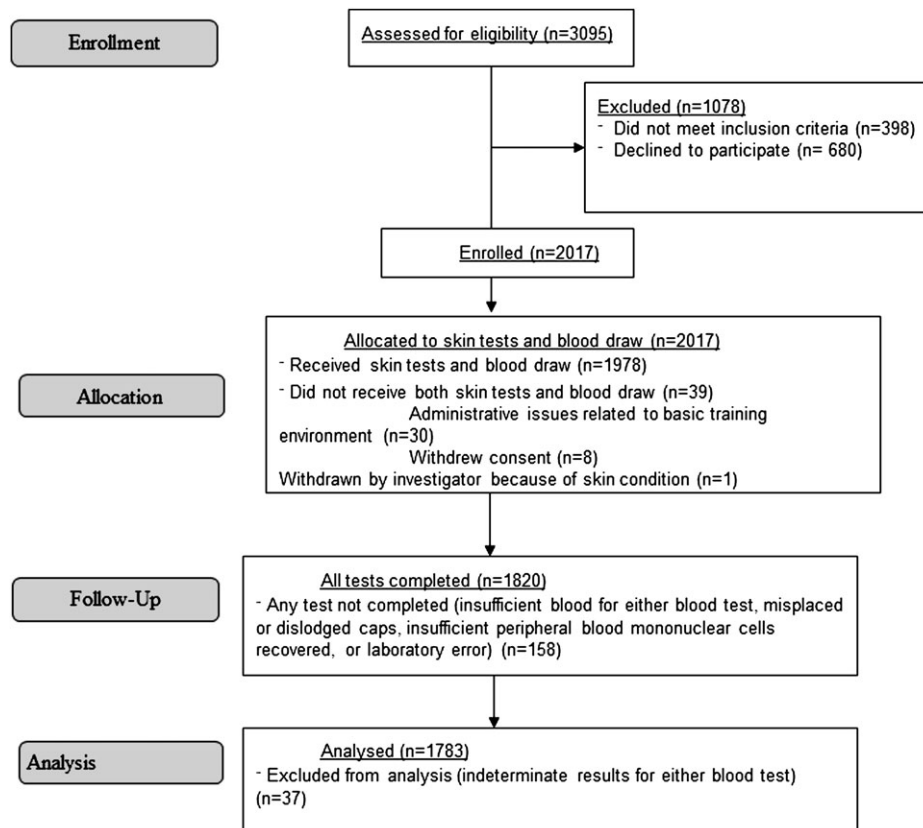 Enrollment
Assessed for eligibility (n=3095)
Excluded (n=1078)
- Did not meet inclusion criteria (n=398)
- Declined to participate (n= 680)
Enrolled (n=2017)
Allocation
Allocated to skin tests and blood draw (n=2017)
- Received skin tests and blood draw (n=1978)
- Did not receive both skin tests and blood draw (n=39)
Administrative issues related to basic training
environment (n=30)
Withdrew consent (n=8)
Withdrawn by investigator because of skin condition (n=1)
Follow-Up
All tests completed (n=1820)
- Any test not completed (insufficient blood for either blood test, misplaced
or dislodged caps, insufficient peripheral blood mononuclear cells
recovered, or laboratory error) (n=158)
Analysis
Analysed (n=1783)
- Excluded from analysis (indeterminate results for either blood test)
(n=37)